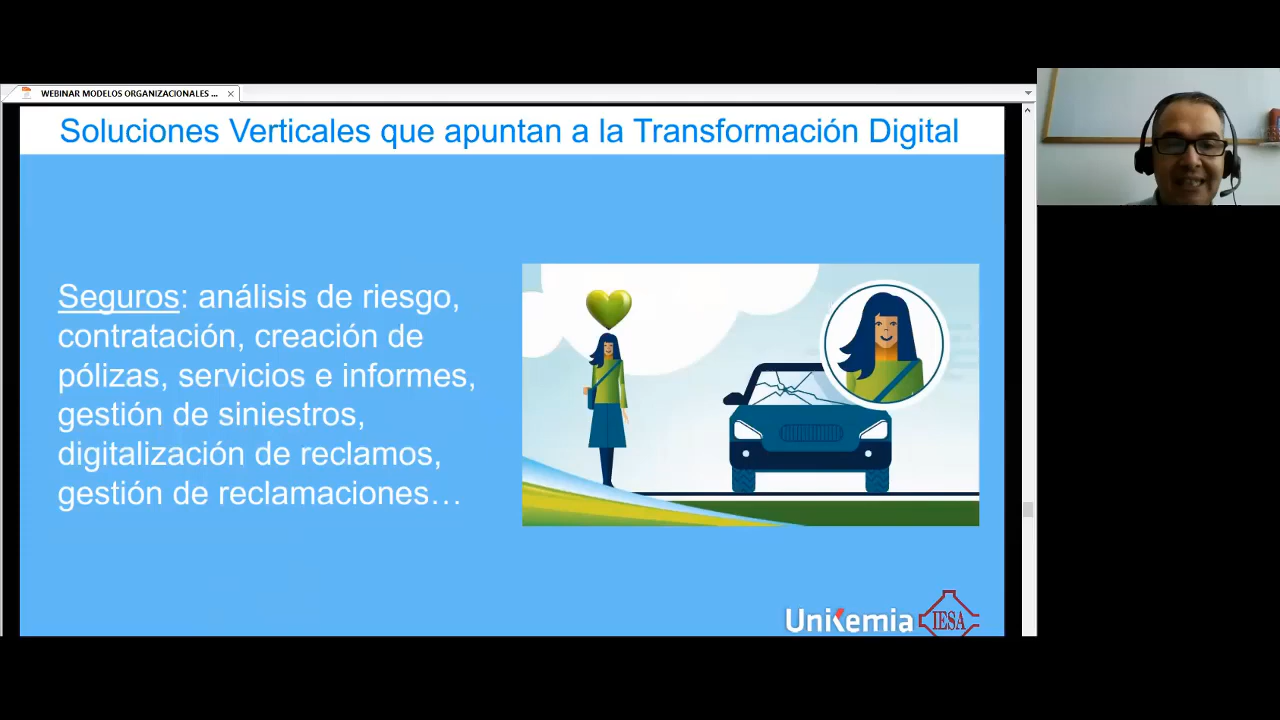 WEBINAR MODELOS ORGANIZACIONALES ...
Soluciones Verticales que apuntan a la Transformación Digital
Seguros: análisis de riesgo,
contratación, creación de
pólizas, servicios e informes,
gestión de siniestros,
digitalización de reclamos,
gestión de reclamaciones…
UniKemia
IESA